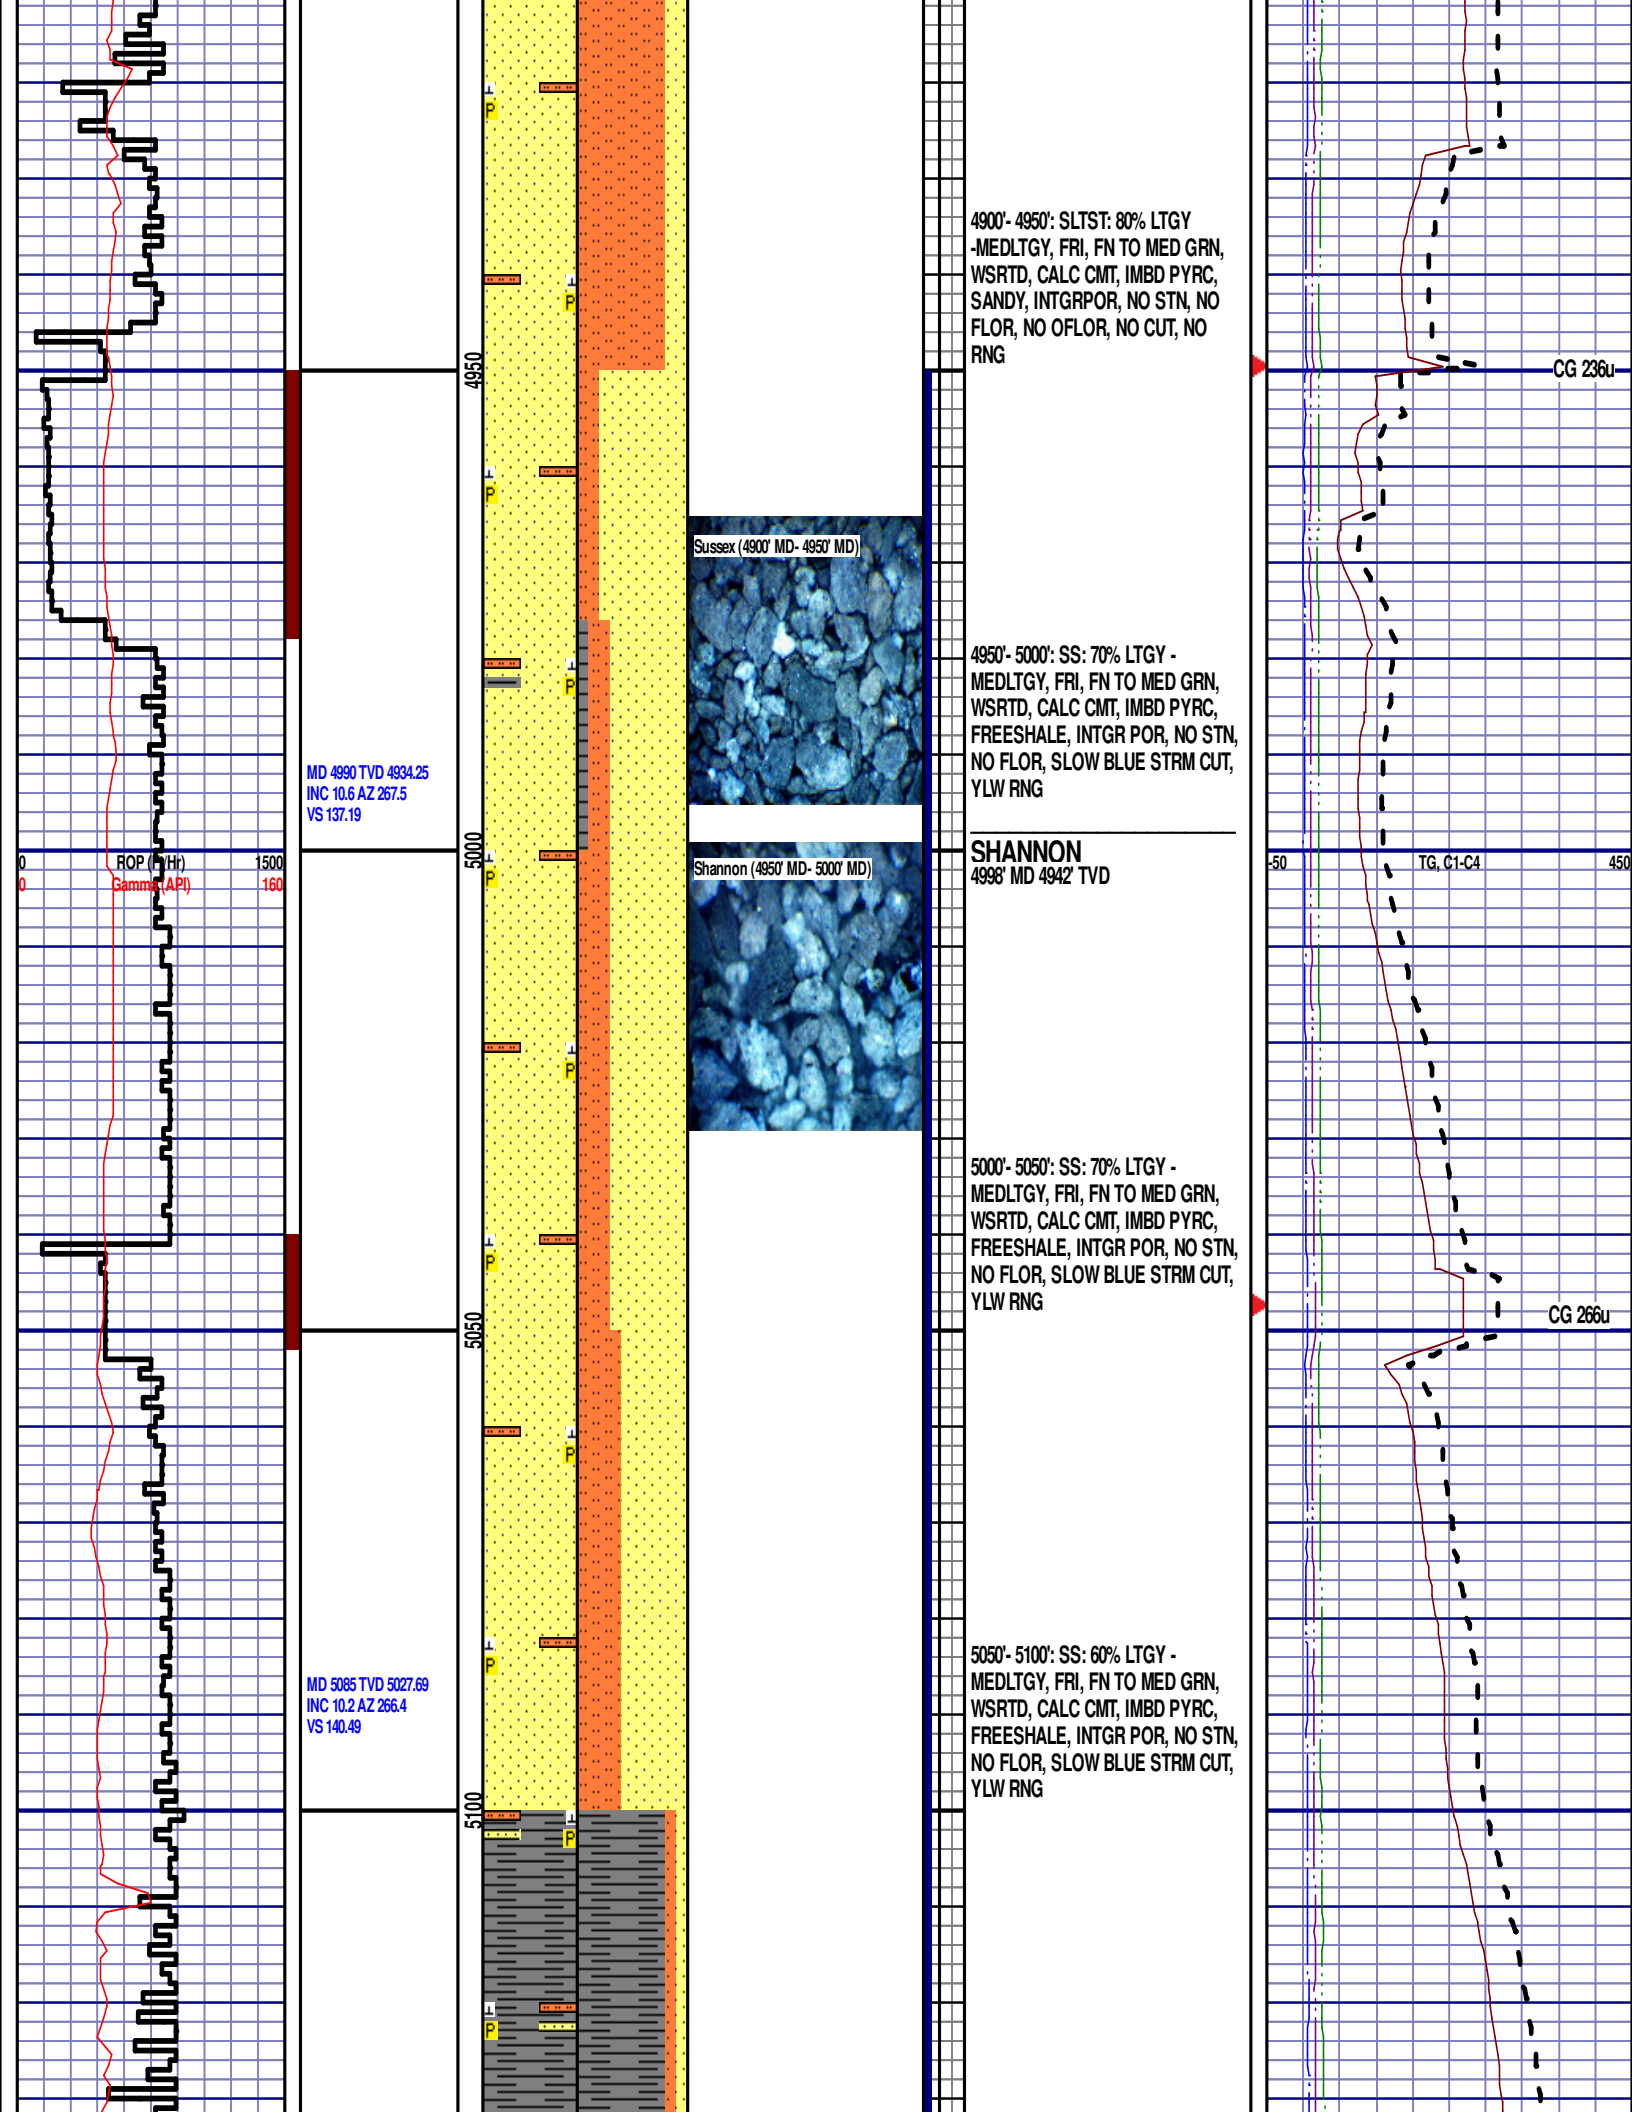 4900'- 4950': SLTST: 80% LTGY
-MEDLTGY, FRI, FN TO MED GRN,
WSRTD, CALC CMT, IMBD PYRC,
SANDY, INTGRPOR, NO STN, NO
FLOR, NO OFLOR, NO CUT, NO
RNG
4950
CG 236u
Sussex (4900' MD- 4950' MD)
4950'- 5000': SS: 70% LTGY -
MEDLTGY, FRI, FN TO MED GRN,
WSRTD, CALC CMT, IMBD PYRC,
FREESHALE, INTGR POR, NO STN,
NO FLOR, SLOW BLUE STRM CUT,
YLW RNG
MD 4990 TVD 4934.25
INC 10.6 AZ 267.5
VS 137.19
5000
0 ROP ( /Hr) 1500
0 Gamma (API) 160
SHANNON
4998' MD 4942' TVD
-50 TG, C1-C4 450
Shannon (4950' MD- 5000' MD)
5000'- 5050': SS: 70% LTGY -
MEDLTGY, FRI, FN TO MED GRN,
WSRTD, CALC CMT, IMBD PYRC,
FREESHALE, INTGR POR, NO STN,
NO FLOR, SLOW BLUE STRM CUT,
YLW RNG
CG 266u
5050
5050'- 5100': SS: 60% LTGY -
MEDLTGY, FRI, FN TO MED GRN,
WSRTD, CALC CMT, IMBD PYRC,
FREESHALE, INTGR POR, NO STN,
NO FLOR, SLOW BLUE STRM CUT,
YLW RNG
MD 5085 TVD 5027.69
INC 10.2 AZ 266.4
VS 140.49
5100
P
P
P
P
P
P
P
P
P
P
P